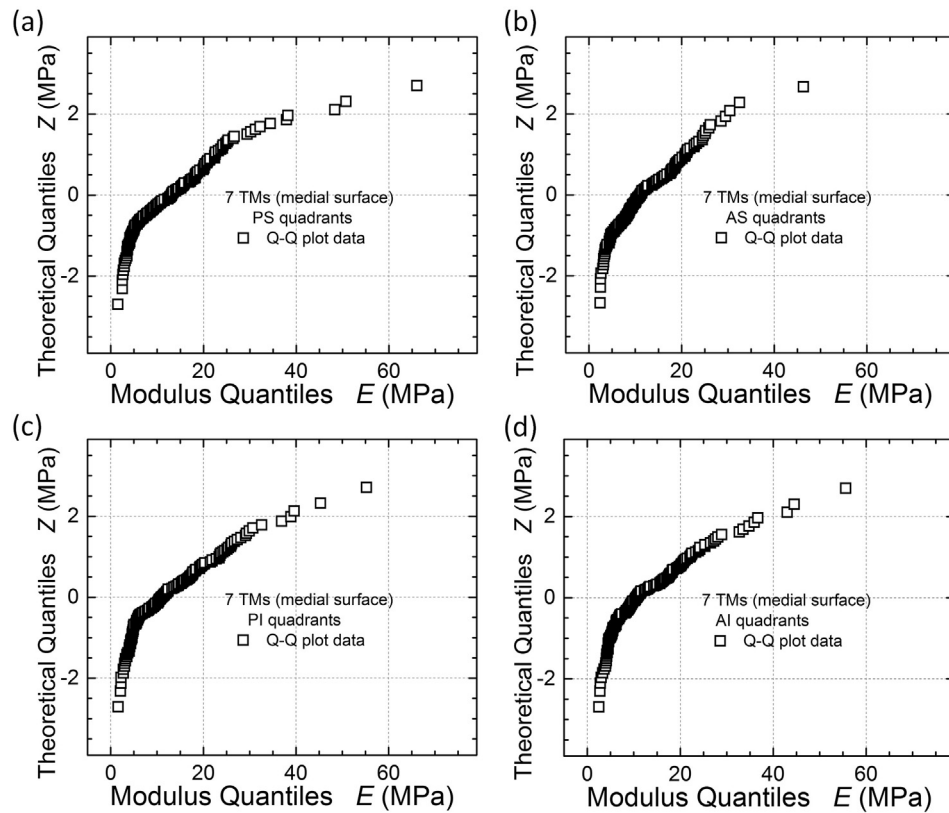 (a)
Theoretical Quantiles Z (MPa)
2
0
-2
7 TMs (medial surface)
PS quadrants
Q-Q plot data
0 20 40 60
Modulus Quantiles E (MPa)
(b)
Theoretical Quantiles Z (MPa)
2
0
-2
7 TMs (medial surface)
AS quadrants
Q-Q plot data
0 20 40 60
Modulus Quantiles E (MPa)
(c)
Theoretical Quantiles Z (MPa)
2
0
-2
7 TMs (medial surface)
PI quadrants
Q-Q plot data
0 20 40 60
Modulus Quantiles E (MPa)
(d)
Theoretical Quantiles Z (MPa)
2
0
-2
7 TMs (medial surface)
AI quadrants
Q-Q plot data
0 20 40 60
Modulus Quantiles E (MPa)